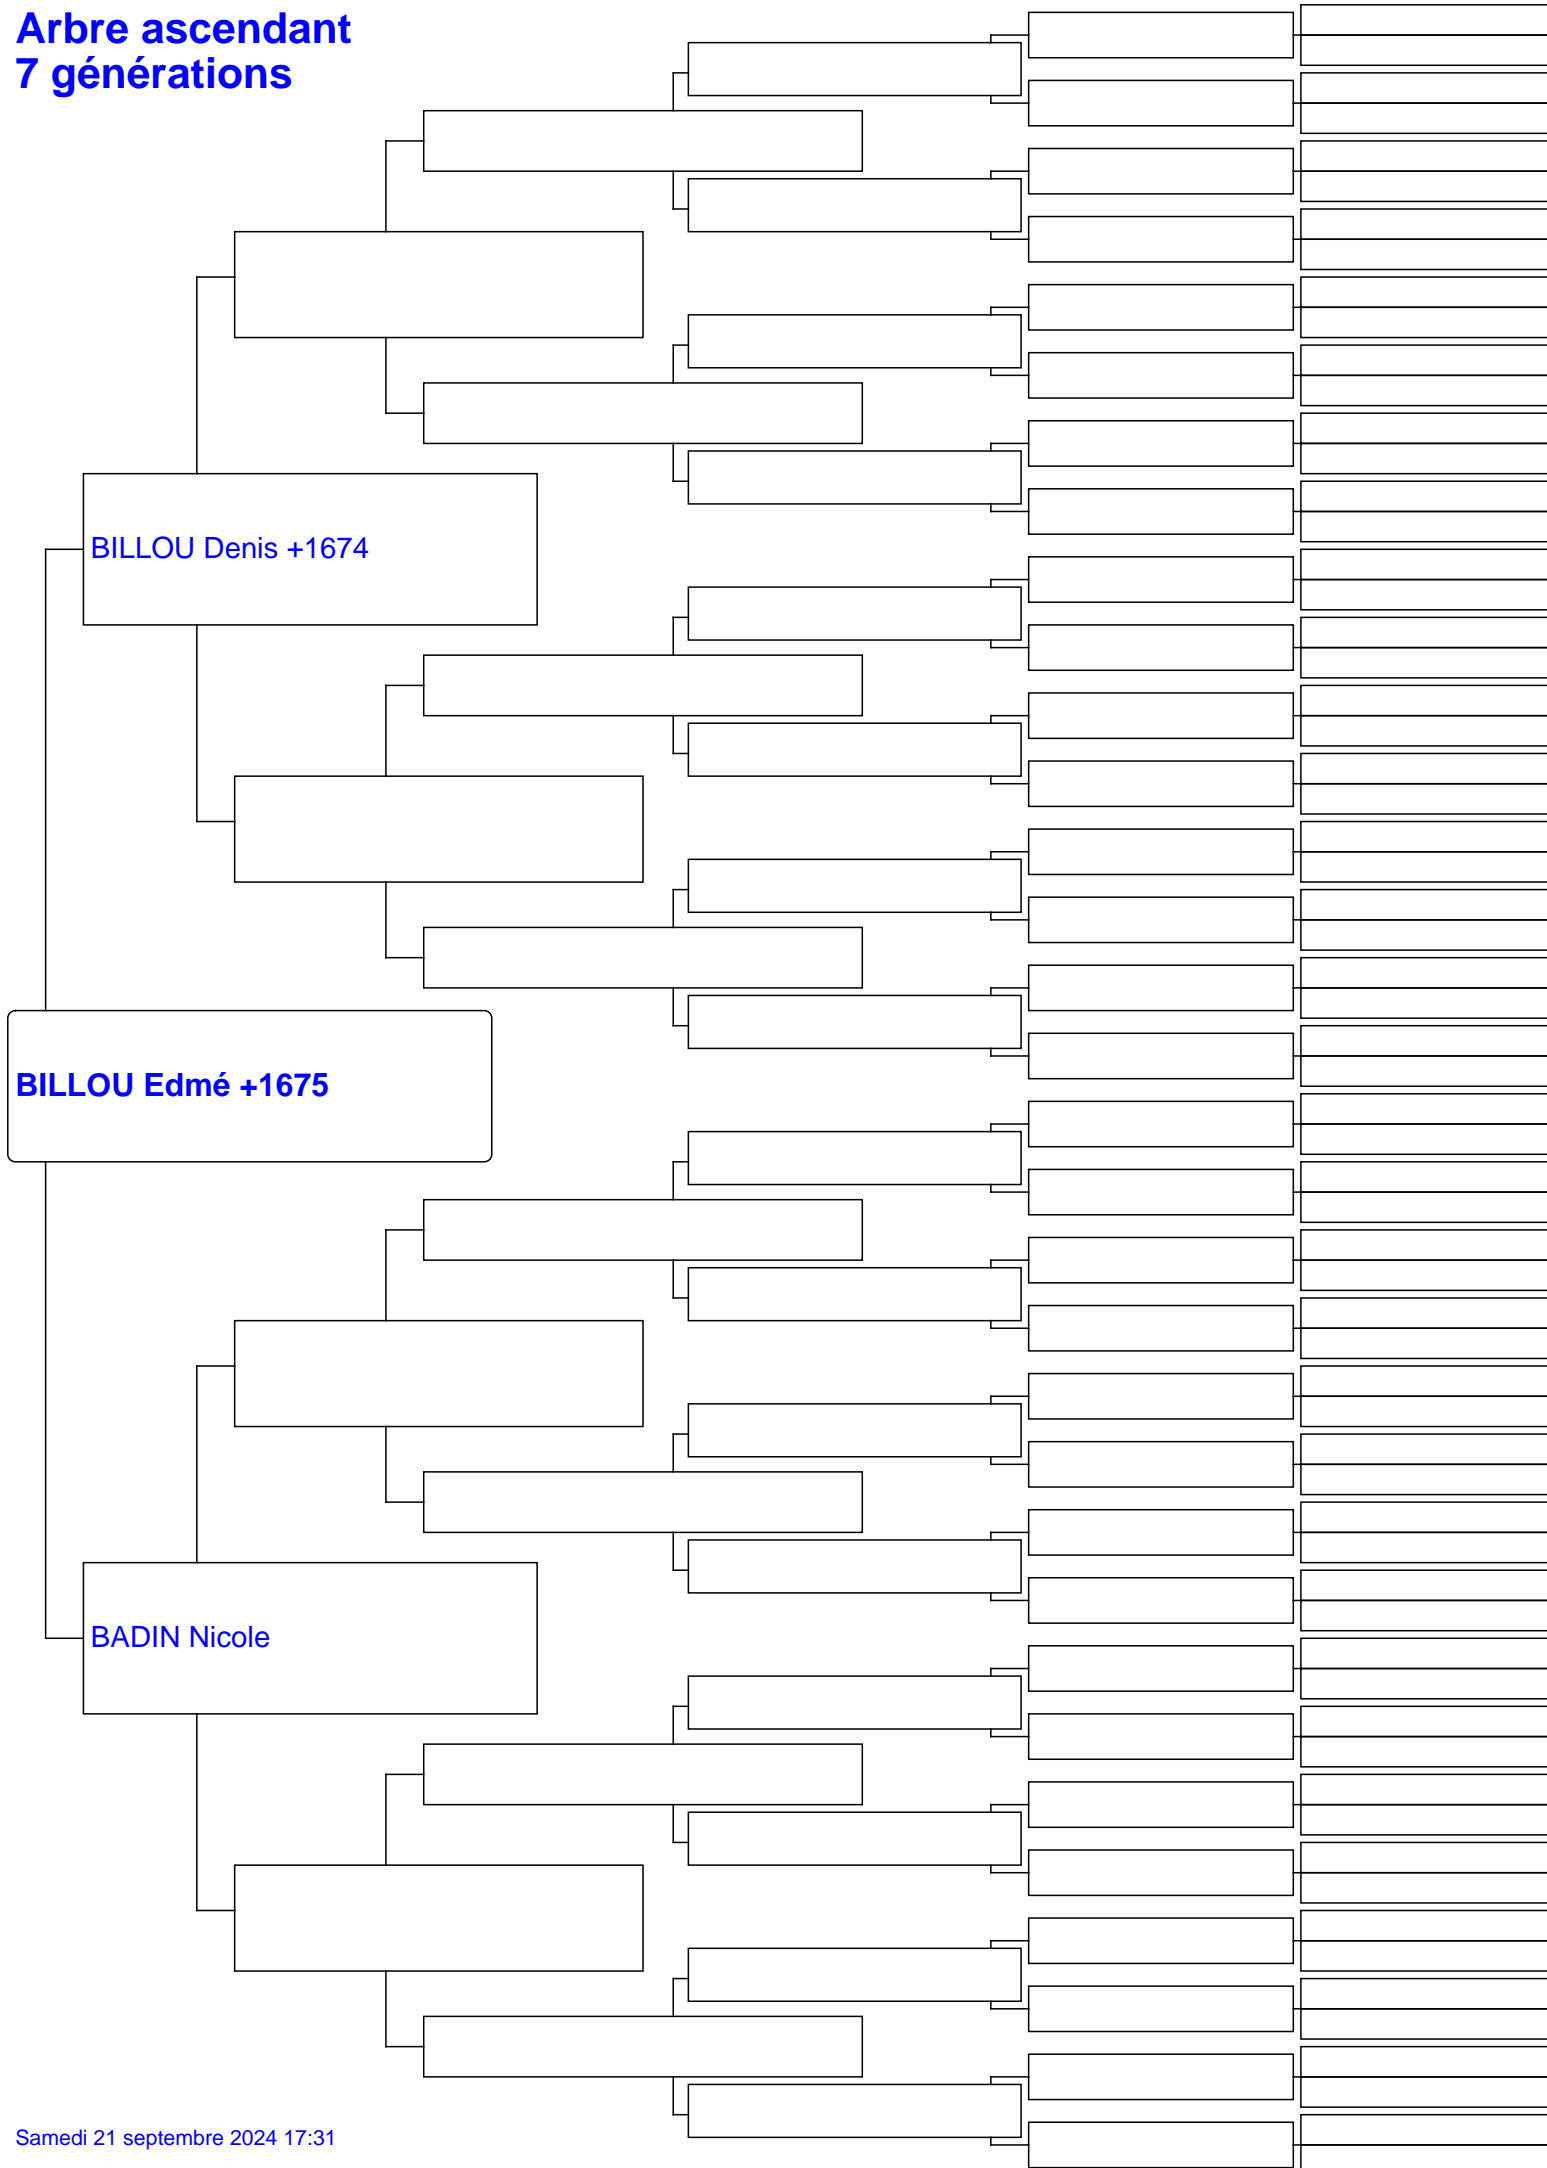 Arbre ascendant
7 générations
BILLOU Denis +1674
BILLOU Edmé +1675
BADIN Nicole
Samedi 21 septembre 2024 17:31